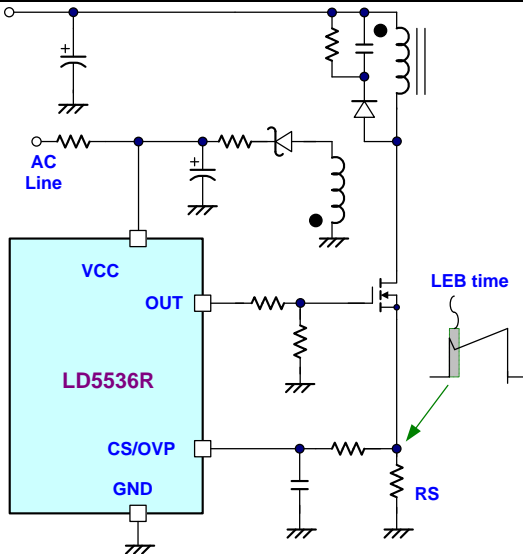 AC
Line
VCC
LEB time
OUT
LD5536R
CS/OVP
GND
RS